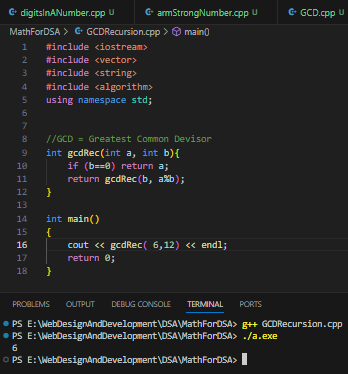 digitsInANumber.cpp U armStrongNumber.cpp U GCD.cpp U
MathForDSA > GCDRecursion.cpp > main()
1 #include <iostream>
2 #include <vector>
3 #include <string>
4 #include <algorithm>
5 using namespace std;
6
7
8 //GCD = Greatest Common Devisor
9 int gcdRec(int a, int b){
10 if (b==0) return a;
11 return gcdRec(b, a%b);
12 }
13
14 int main()
15 {
16 cout << gcdRec( 6,12) << endl;
17 return 0;
18 }
PROBLEMS OUTPUT DEBUG CONSOLE TERMINAL PORTS
PS E:\WebDesignAndDevelopment\DSA\MathForDSA> g++ GCDRecursion.cpp
PS E:\WebDesignAndDevelopment\DSA\MathForDSA> ./a.exe
6
PS E:\WebDesignAndDevelopment\DSA\MathForDSA>